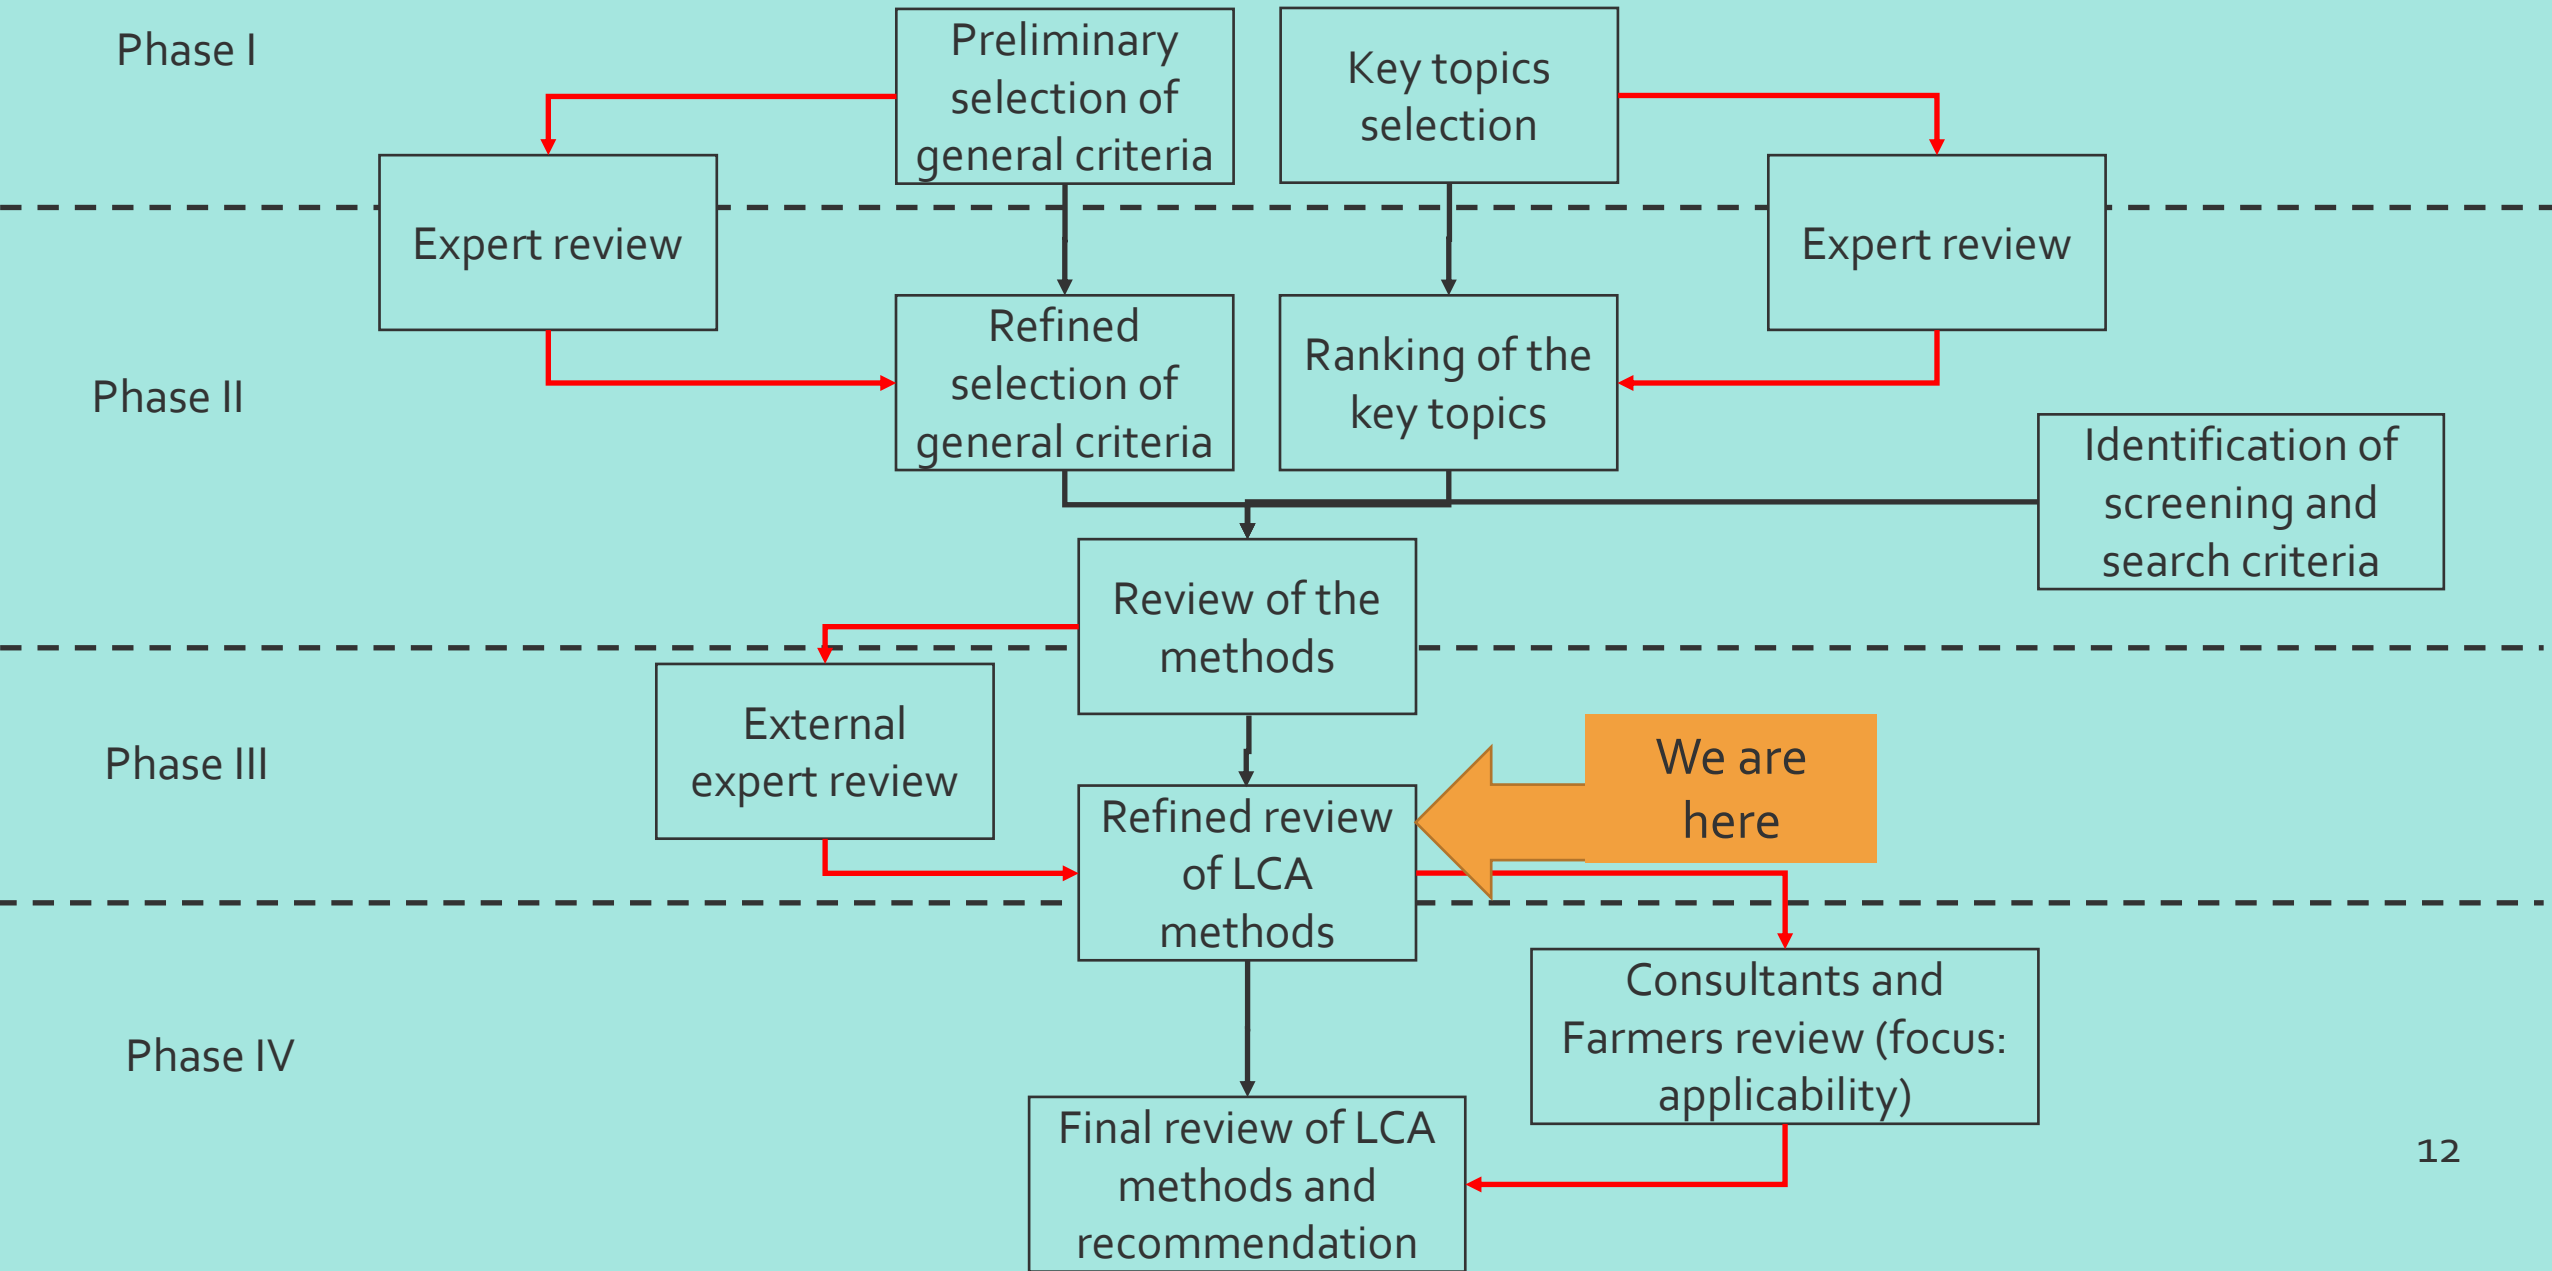 Phase I
Preliminary
selection of
general criteria
Key topics
selection
Expert review
Expert review
Phase II
Refined
selection of
general criteria
Ranking of the
key topics
Identification of
screening and
search criteria
Review of the
methods
Phase III
External
expert review
We are
here
Refined review
of LCA
methods
Phase IV
Consultants and
Farmers review (focus:
applicability)
Final review of LCA
methods and
recommendation
12